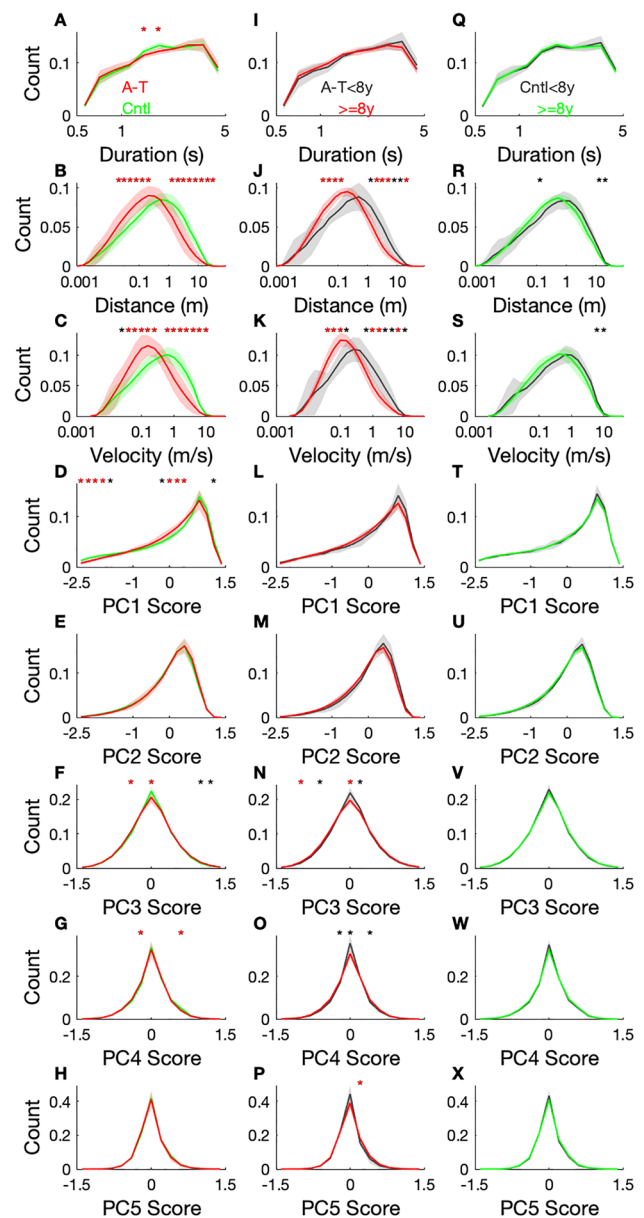 A I Q
Count
0.1
0
A-T
Cntl
0.5 1 5
Duration (s)
0.1
0
A-T<8y
>=8y
0.5 1 5
Duration (s)
0.1
0
Cntl<8y
>=8y
0.5 1 5
Duration (s)
B J R
Count
0.1
0.05
0
0.001 0.1 1 10
Distance (m)
0.1
0.05
0
0.001 0.1 1 10
Distance (m)
0.1
0.05
0
0.001 0.1 1 10
Distance (m)
C K S
Count
0.1
0.05
0
0.001 0.1 1 10
Velocity (m/s)
0.1
0.05
0
0.001 0.1 1 10
Velocity (m/s)
0.1
0.05
0
0.001 0.1 1 10
Velocity (m/s)
D L T
Count
0.1
0
-2.5 0 1.5
PC1 Score
0.1
0
-2.5 0 1.5
PC1 Score
0.1
0
-2.5 0 1.5
PC1 Score
E M U
Count
0.1
0
-2.5 0 1.5
PC2 Score
0.1
0
-2.5 0 1.5
PC2 Score
0.1
0
-2.5 0 1.5
PC2 Score
F N V
Count
0.2
0.1
0
-1.5 0 1.5
PC3 Score
0.2
0.1
0
-1.5 0 1.5
PC3 Score
0.2
0.1
0
-1.5 0 1.5
PC3 Score
G O W
Count
0.2
0
-1.5 0 1.5
PC4 Score
0.2
0
-1.5 0 1.5
PC4 Score
0.2
0
-1.5 0 1.5
PC4 Score
H P X
Count
0.4
0.2
0
-1.5 0 1.5
PC5 Score
0.4
0.2
0
-1.5 0 1.5
PC5 Score
0.4
0.2
0
-1.5 0 1.5
PC5 Score